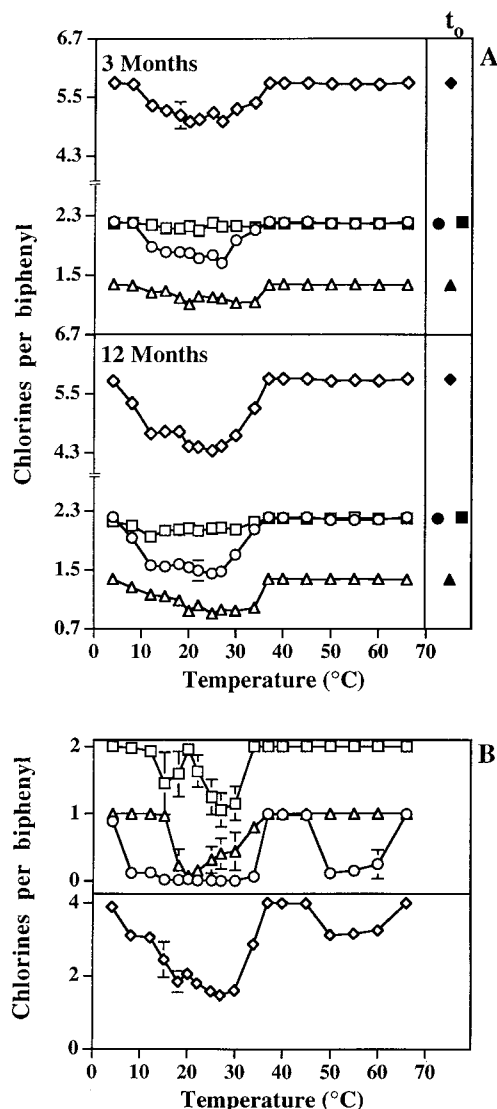 t₀
6.7
3 Months
A
5.5
4.3
2.3
1.5
6.7
12 Months
5.5
4.3
2.3
1.5
0.7
Chlorines per biphenyl
0 10 20 30 40 50 60 70
Temperature (°C)
B
2
1
0
4
2
0
Chlorines per biphenyl
0 10 20 30 40 50 60 70
Temperature (°C)